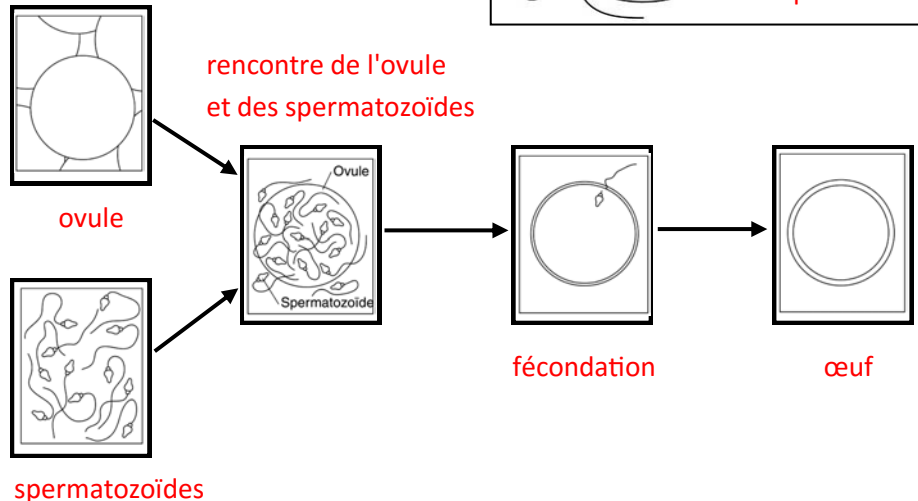 rencontre de l'ovule
et des spermatozoïdes
Ovule
Spermatozoïde
ovule
fécondation
œuf
spermatozoïdes